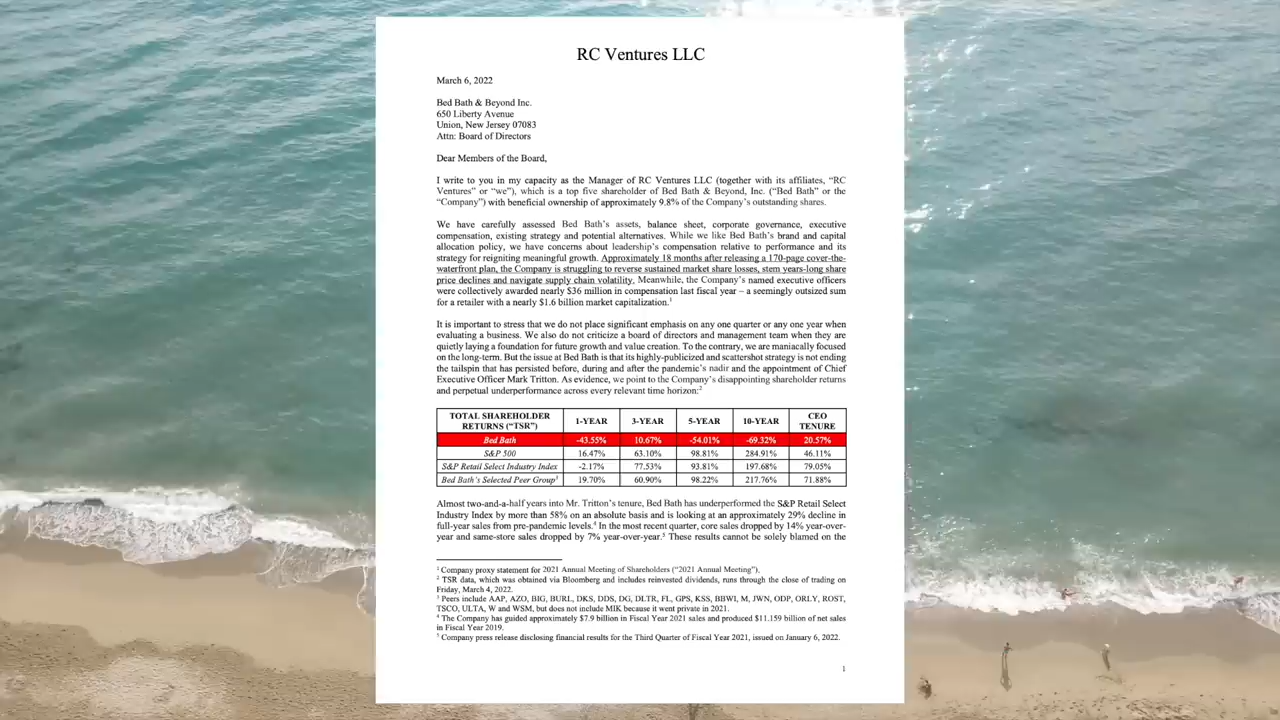 RC Ventures LLC
March 6, 2022
Bed Bath & Beyond Inc.
650 Liberty Avenue
Union, New Jersey 07083
Attn: Board of Directors
Dear Members of the Board,
I write to you in my capacity as the Manager of RC Ventures LLC (together with its affiliates, “RC
Ventures” or “we”), which is a top five shareholder of Bed Bath & Beyond, Inc. (“Bed Bath” or the
“Company”) with beneficial ownership of approximately 9.8% of the Company’s outstanding shares.
We have carefully assessed Bed Bath’s assets, balance sheet, corporate governance, executive
compensation, existing strategy and potential alternatives. While we like Bed Bath’s brand and capital
allocation policy, we have concerns about leadership’s compensation relative to performance and its
strategy for reigniting meaningful growth. Approximately 18 months after releasing a 170-page cover-the-
waterfront plan, the Company is struggling to reverse sustained market share losses, stem years-long share
price declines and navigate supply chain volatility. Meanwhile, the Company’s named executive officers
were collectively awarded nearly $36 million in compensation last fiscal year – a seemingly outsized sum
for a retailer with a nearly $1.6 billion market capitalization.1
It is important to stress that we do not place significant emphasis on any one quarter or any one year when
evaluating a business. We also do not criticize a board of directors and management team when they are
quietly laying a foundation for future growth and value creation. To the contrary, we are maniacally focused
on the long-term. But the issue at Bed Bath is that its highly-publicized and scattershot strategy is not ending
the tailspin that has persisted before, during and after the pandemic’s nadir and the appointment of Chief
Executive Officer Mark Tritton. As evidence, we point to the Company’s disappointing shareholder returns
and perpetual underperformance across every relevant time horizon:2
TOTAL SHAREHOLDER RETURNS (“TSR”) 1-YEAR 3-YEAR 5-YEAR 10-YEAR CEO TENURE
Bed Bath -43.55% 10.67% -54.01% -69.32% 20.57%
S&P 500 16.47% 63.10% 98.81% 284.91% 46.11%
S&P Retail Select Industry Index -2.17% 77.53% 93.81% 197.68% 79.05%
Bed Bath’s Selected Peer Group3 19.70% 60.90% 98.22% 217.76% 71.88%
Almost two-and-a-half years into Mr. Tritton’s tenure, Bed Bath has underperformed the S&P Retail Select
Industry Index by more than 58% on an absolute basis and is looking at an approximately 29% decline in
full-year sales from pre-pandemic levels.4 In the most recent quarter, core sales dropped by 14% year-over-
year and same-store sales dropped by 7% year-over-year.5 These results cannot be solely blamed on the
1 Company proxy statement for 2021 Annual Meeting of Shareholders (“2021 Annual Meeting”).
2 TSR data, which was obtained via Bloomberg and includes reinvested dividends, runs through the close of trading on
Friday, March 4, 2022.
3 Peers include AAP, AZO, BIG, BURL, DKS, DDS, DG, DLTR, FL, GPS, KSS, BBWI, M, JWN, ODP, ORLY, ROST,
TSCO, ULTA, W and WSM, but does not include MIK because it went private in 2021.
4 The Company has guided approximately $7.9 billion in Fiscal Year 2021 sales and produced $11.159 billion of net sales
in Fiscal Year 2019.
5 Company press release disclosing financial results for the Third Quarter of Fiscal Year 2021, issued on January 6, 2022.
1